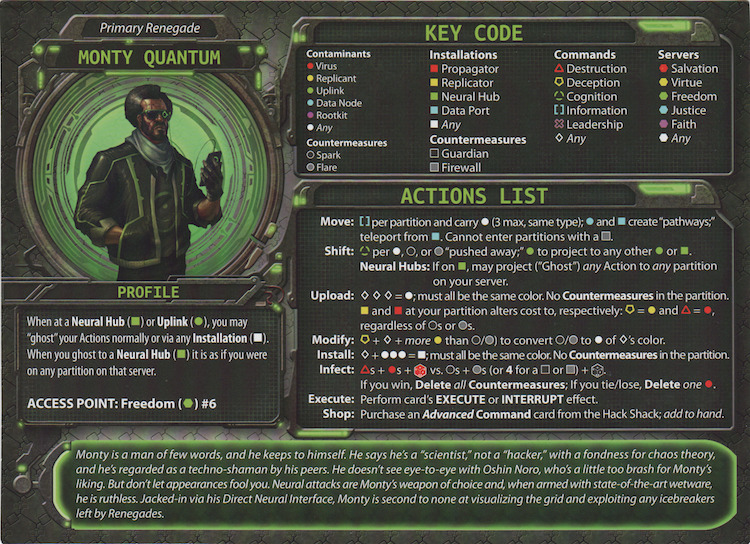 Primary Renegade
MONTY QUANTUM
KEY CODE
Contaminants
Virus
Replicant
Uplink
Data Node
Rootkit
Any
Countermeasures
Spark
Flare
Installations
Propagator
Replicator
Neural Hub
Data Port
Any
Countermeasures
Guardian
Firewall
Commands
Destruction
Deception
Cognition
Information
Leadership
Any
Servers
Salvation
Virtue
Freedom
Justice
Faith
Any
ACTIONS LIST
Move: [ ] per partition and carry ● (3 max, same type); ● and ■ create "pathways;"
teleport from ■. Cannot enter partitions with a ■.
Shift: per ●, ○, or ● "pushed away;" ● to project to any other ● or ■.
Neural Hubs: If on ■, may project ("Ghost") any Action to any partition
on your server.
Upload: ◇ ◇ ◇ = ●; must all be the same color. No Countermeasures in the partition.
■ and ■ at your partition alters cost to, respectively: = ● and △ = ●,
regardless of ○s or ●s.
Modify: + ◇ + more ● than ○/● to convert ○/● to ● of ◇'s color.
Install: ◇ + ●●● = ■; must all be the same color. No Countermeasures in the partition.
Infect: △s + ●s + vs. ○s + ●s (or 4 for a □ or ■) + .
If you win, Delete all Countermeasures; If you tie/lose, Delete one ●.
Execute: Perform card's EXECUTE or INTERRUPT effect.
Shop: Purchase an Advanced Command card from the Hack Shack; add to hand.
PROFILE
When at a Neural Hub (■) or Uplink (●), you may
"ghost" your Actions normally or via any Installation (■).
When you ghost to a Neural Hub (■) it is as if you were
on any partition on that server.
ACCESS POINT: Freedom (⬢) #6
Monty is a man of few words, and he keeps to himself. He says he's a "scientist," not a "hacker," with a fondness for chaos theory,
and he's regarded as a techno-shaman by his peers. He doesn't see eye-to-eye with Oshin Noro, who's a little too brash for Monty's
liking. But don't let appearances fool you. Neural attacks are Monty's weapon of choice and, when armed with state-of-the-art wetware,
he is ruthless. Jacked-in via his Direct Neural Interface, Monty is second to none at visualizing the grid and exploiting any icebreakers
left by Renegades.